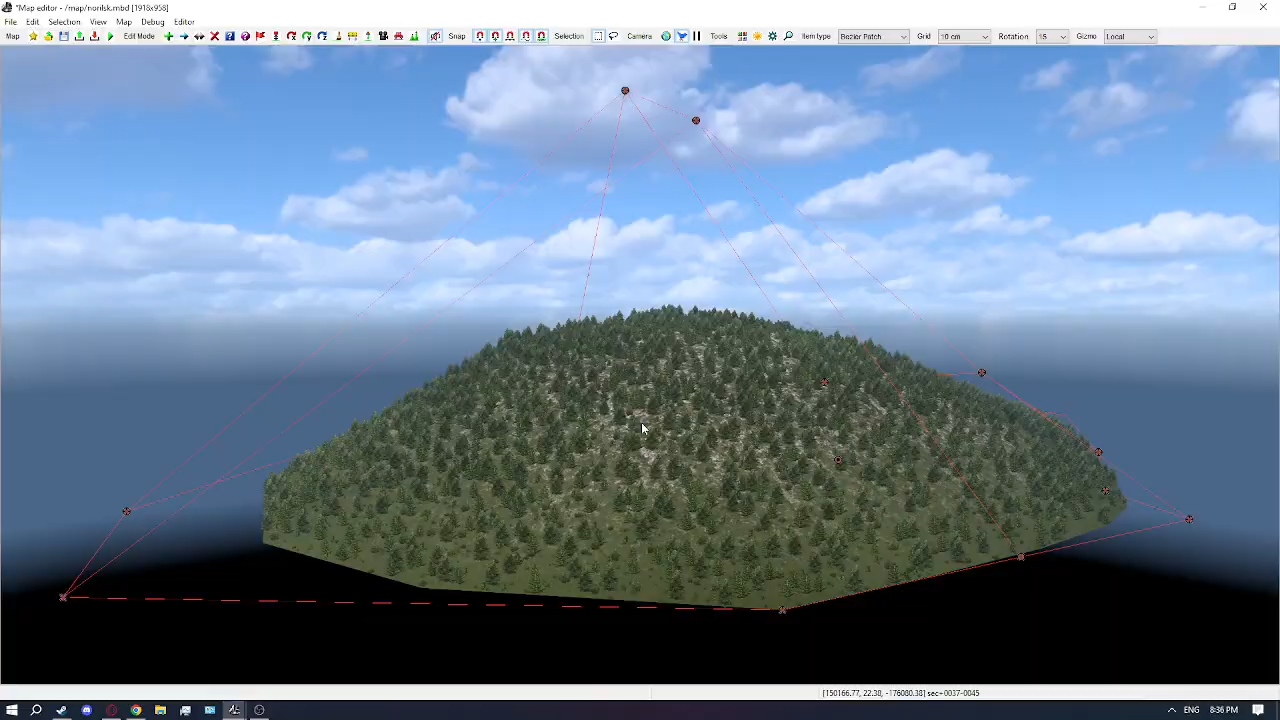 *Map editor - /map/norilsk.mbd [1918x958]
File Edit Selection View Map Debug Editor
Map Edit Mode Snap Selection Camera Tools Item type Bezier Patch Grid 10 cm Rotation 15 Gizmo Local
[150166.77, 22.30, -176080.38] sec+0037-0045
ENG 8:36 PM